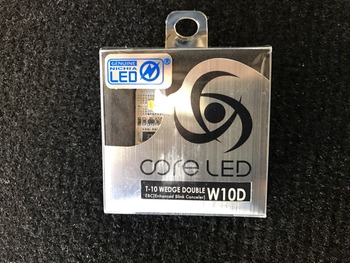 GENUINE
NICHIA
LED
core LED
T-10 WEDGE DOUBLE
EBC[Enhanced Blink Canceler]
W10D